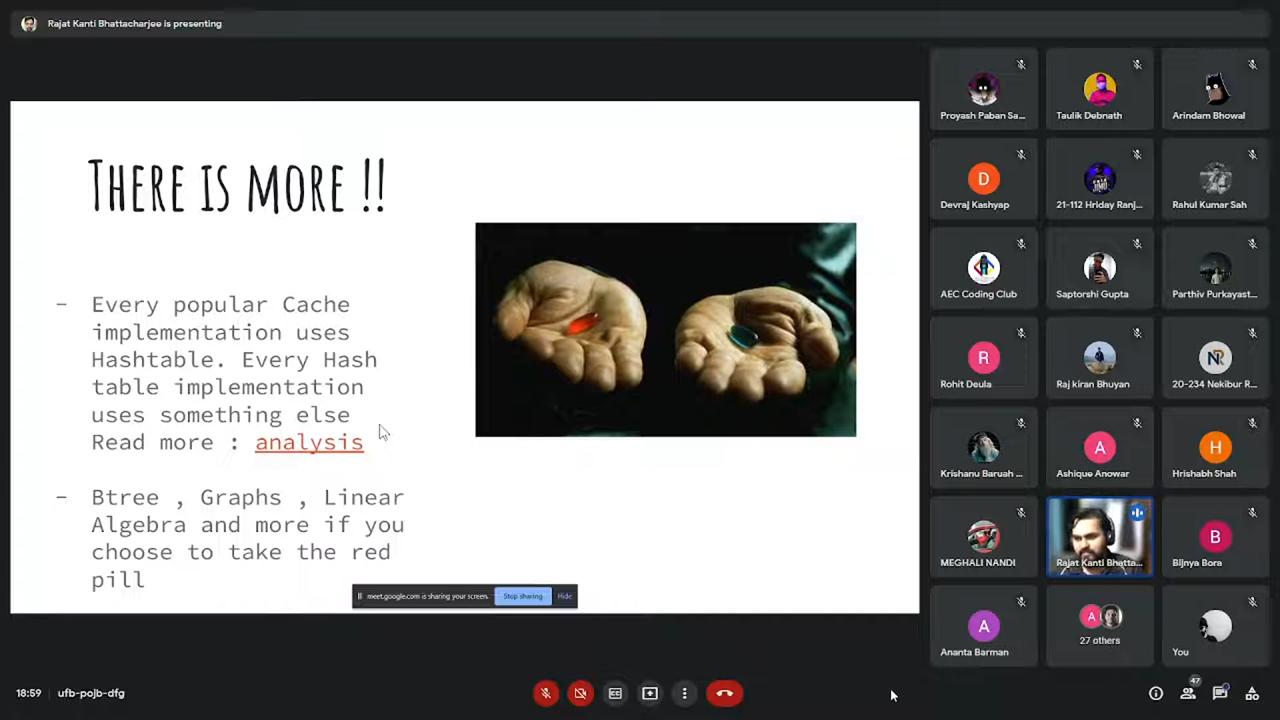 Rajat Kanti Bhattacharjee is presenting
THERE IS MORE !!
- Every popular Cache
implementation uses
Hashtable. Every Hash
table implementation
uses something else
Read more : analysis
- Btree , Graphs , Linear
Algebra and more if you
choose to take the red
pill
meet.google.com is sharing your screen.
Stop sharing
Hide
Proyash Paban Sa...
Taulik Debnath
Arindam Bhowal
D
Devraj Kashyap
21-112 Hriday Ranj...
Rahul Kumar Sah
AEC Coding Club
Saptorshi Gupta
Parthiv Purkayast...
R
Rohit Deula
Raj kiran Bhuyan
NR
20-234 Nekibur R...
Krishanu Baruah ...
A
Ashique Anowar
H
Hrishabh Shah
MEGHALI NANDI
Rajat Kanti Bhatta...
B
Bijnya Bora
A
Ananta Barman
A
27 others
You
18:59
ufb-pojb-dfg
47